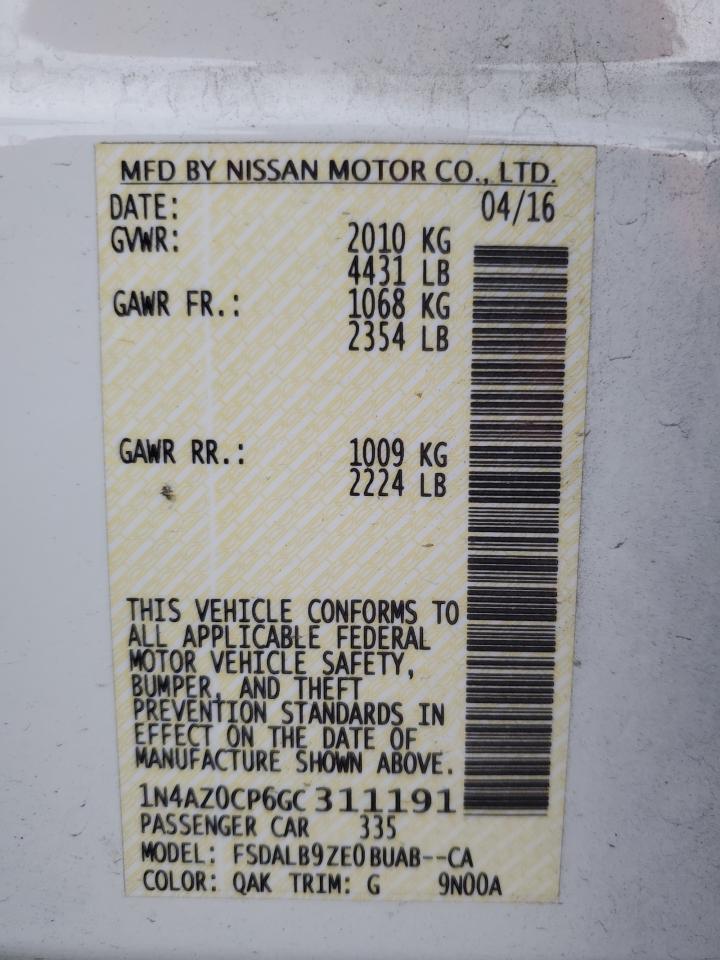 MFD BY NISSAN MOTOR CO., LTD.
DATE: 04/16
GVWR: 2010 KG
4431 LB
GAWR FR.: 1068 KG
2354 LB
GAWR RR.: 1009 KG
2224 LB
THIS VEHICLE CONFORMS TO
ALL APPLICABLE FEDERAL
MOTOR VEHICLE SAFETY,
BUMPER, AND THEFT
PREVENTION STANDARDS IN
EFFECT ON THE DATE OF
MANUFACTURE SHOWN ABOVE.
1N4AZ0CP6GC311191
PASSENGER CAR 335
MODEL: FSDALB9ZE0BUAB--CA
COLOR: QAK TRIM: G 9N00A